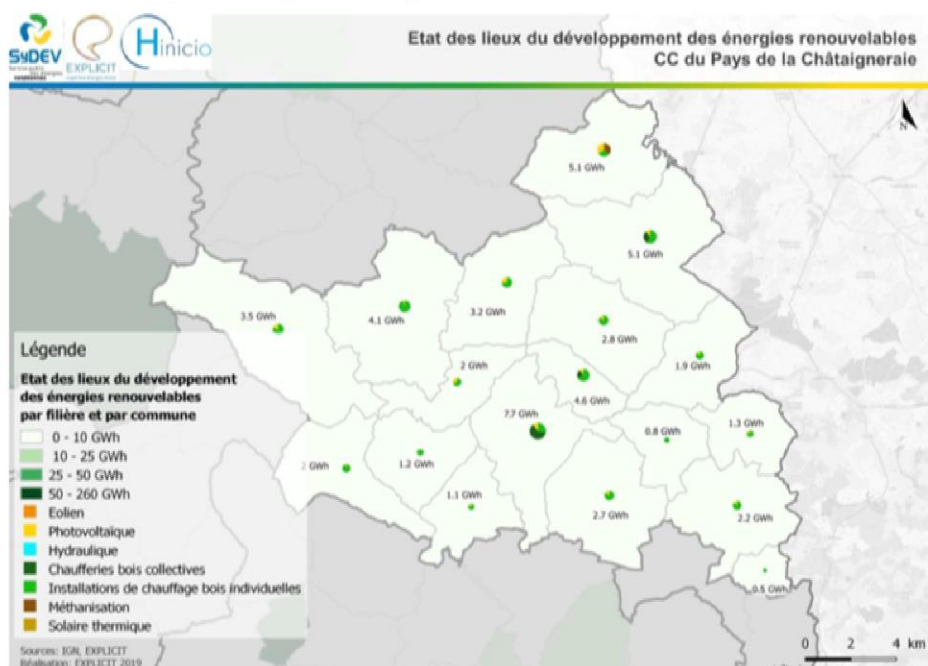 SyDEV
EXPLICIT
Hinicio
Etat des lieux du développement des énergies renouvelables
CC du Pays de la Châtaigneraie
N
5.1 GWh
5.1 GWh
3.5 GWh
4.1 GWh
3.2 GWh
2.8 GWh
1.9 GWh
2 GWh
4.6 GWh
7.7 GWh
0.8 GWh
1.3 GWh
2 GWh
1.2 GWh
1.1 GWh
2.7 GWh
2.2 GWh
0.5 GWh
Légende
Etat des lieux du développement
des énergies renouvelables
par filière et par commune
0 - 10 GWh
10 - 25 GWh
25 - 50 GWh
50 - 260 GWh
Eolien
Photovoltaïque
Hydraulique
Chaufferies bois collectives
Installations de chauffage bois individuelles
Méthanisation
Solaire thermique
Sources: IGN, EXPLICIT
Réalisation: EXPLICIT 2019
0 2 4 km